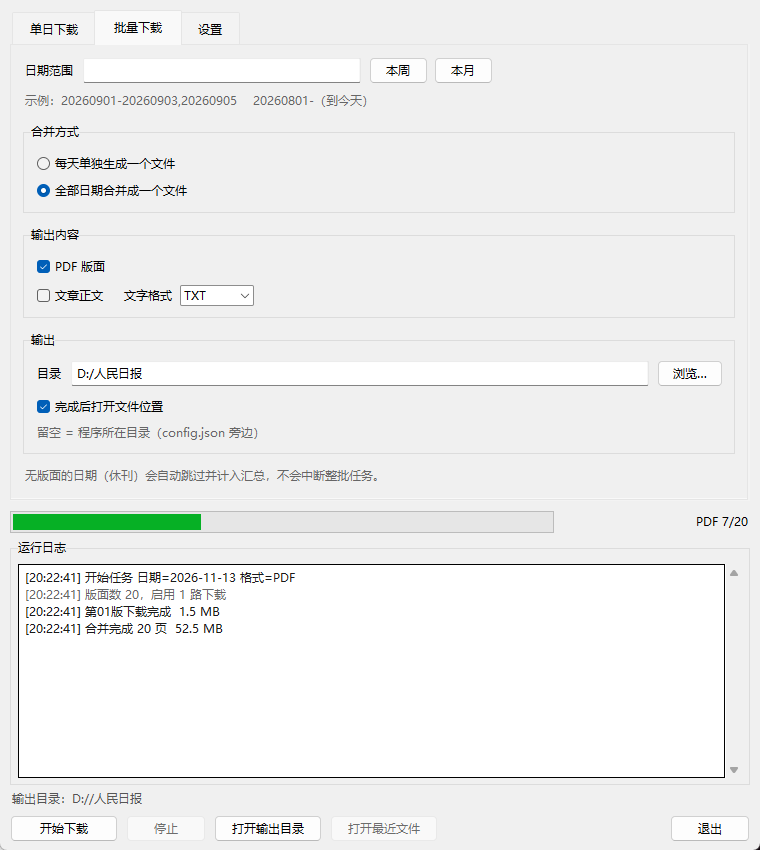 单日下载 批量下载 设置
日期范围 本周 本月
示例：20260901-20260903,20260905 20260801-（到今天）
合并方式
每天单独生成一个文件
全部日期合并成一个文件
输出内容
PDF 版面
文章正文 文字格式 TXT
输出
目录 D:/人民日报 浏览...
完成后打开文件位置
留空 = 程序所在目录（config.json 旁边）
无版面的日期（休刊）会自动跳过并计入汇总，不会中断整批任务。
PDF 7/20
运行日志
[20:22:41] 开始任务 日期=2026-11-13 格式=PDF
[20:22:41] 版面数 20，启用 1 路下载
[20:22:41] 第01版下载完成 1.5 MB
[20:22:41] 合并完成 20 页 52.5 MB
输出目录：D://人民日报
开始下载 停止 打开输出目录 打开最近文件 退出